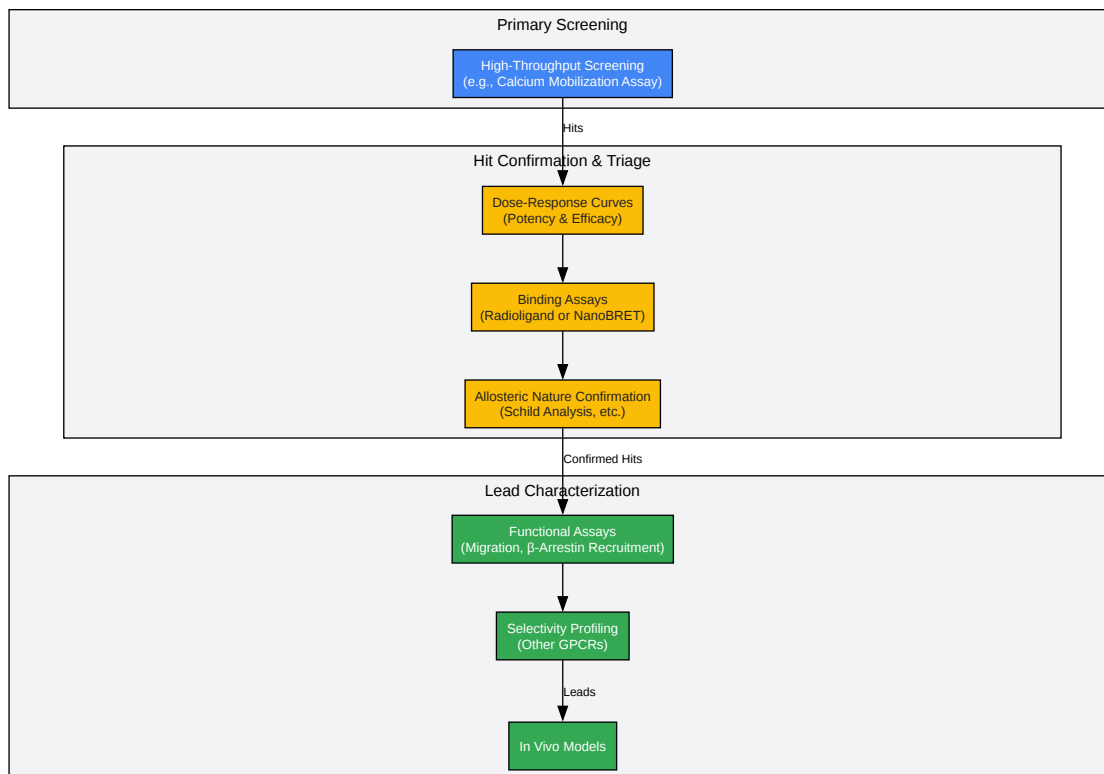 Primary Screening
High-Throughput Screening
(e.g., Calcium Mobilization Assay)
Hits
Hit Confirmation & Triage
Dose-Response Curves
(Potency & Efficacy)
Binding Assays
(Radioligand or NanoBRET)
Allosteric Nature Confirmation
(Schild Analysis, etc.)
Confirmed Hits
Lead Characterization
Functional Assays
(Migration, β-Arrestin Recruitment)
Selectivity Profiling
(Other GPCRs)
Leads
In Vivo Models